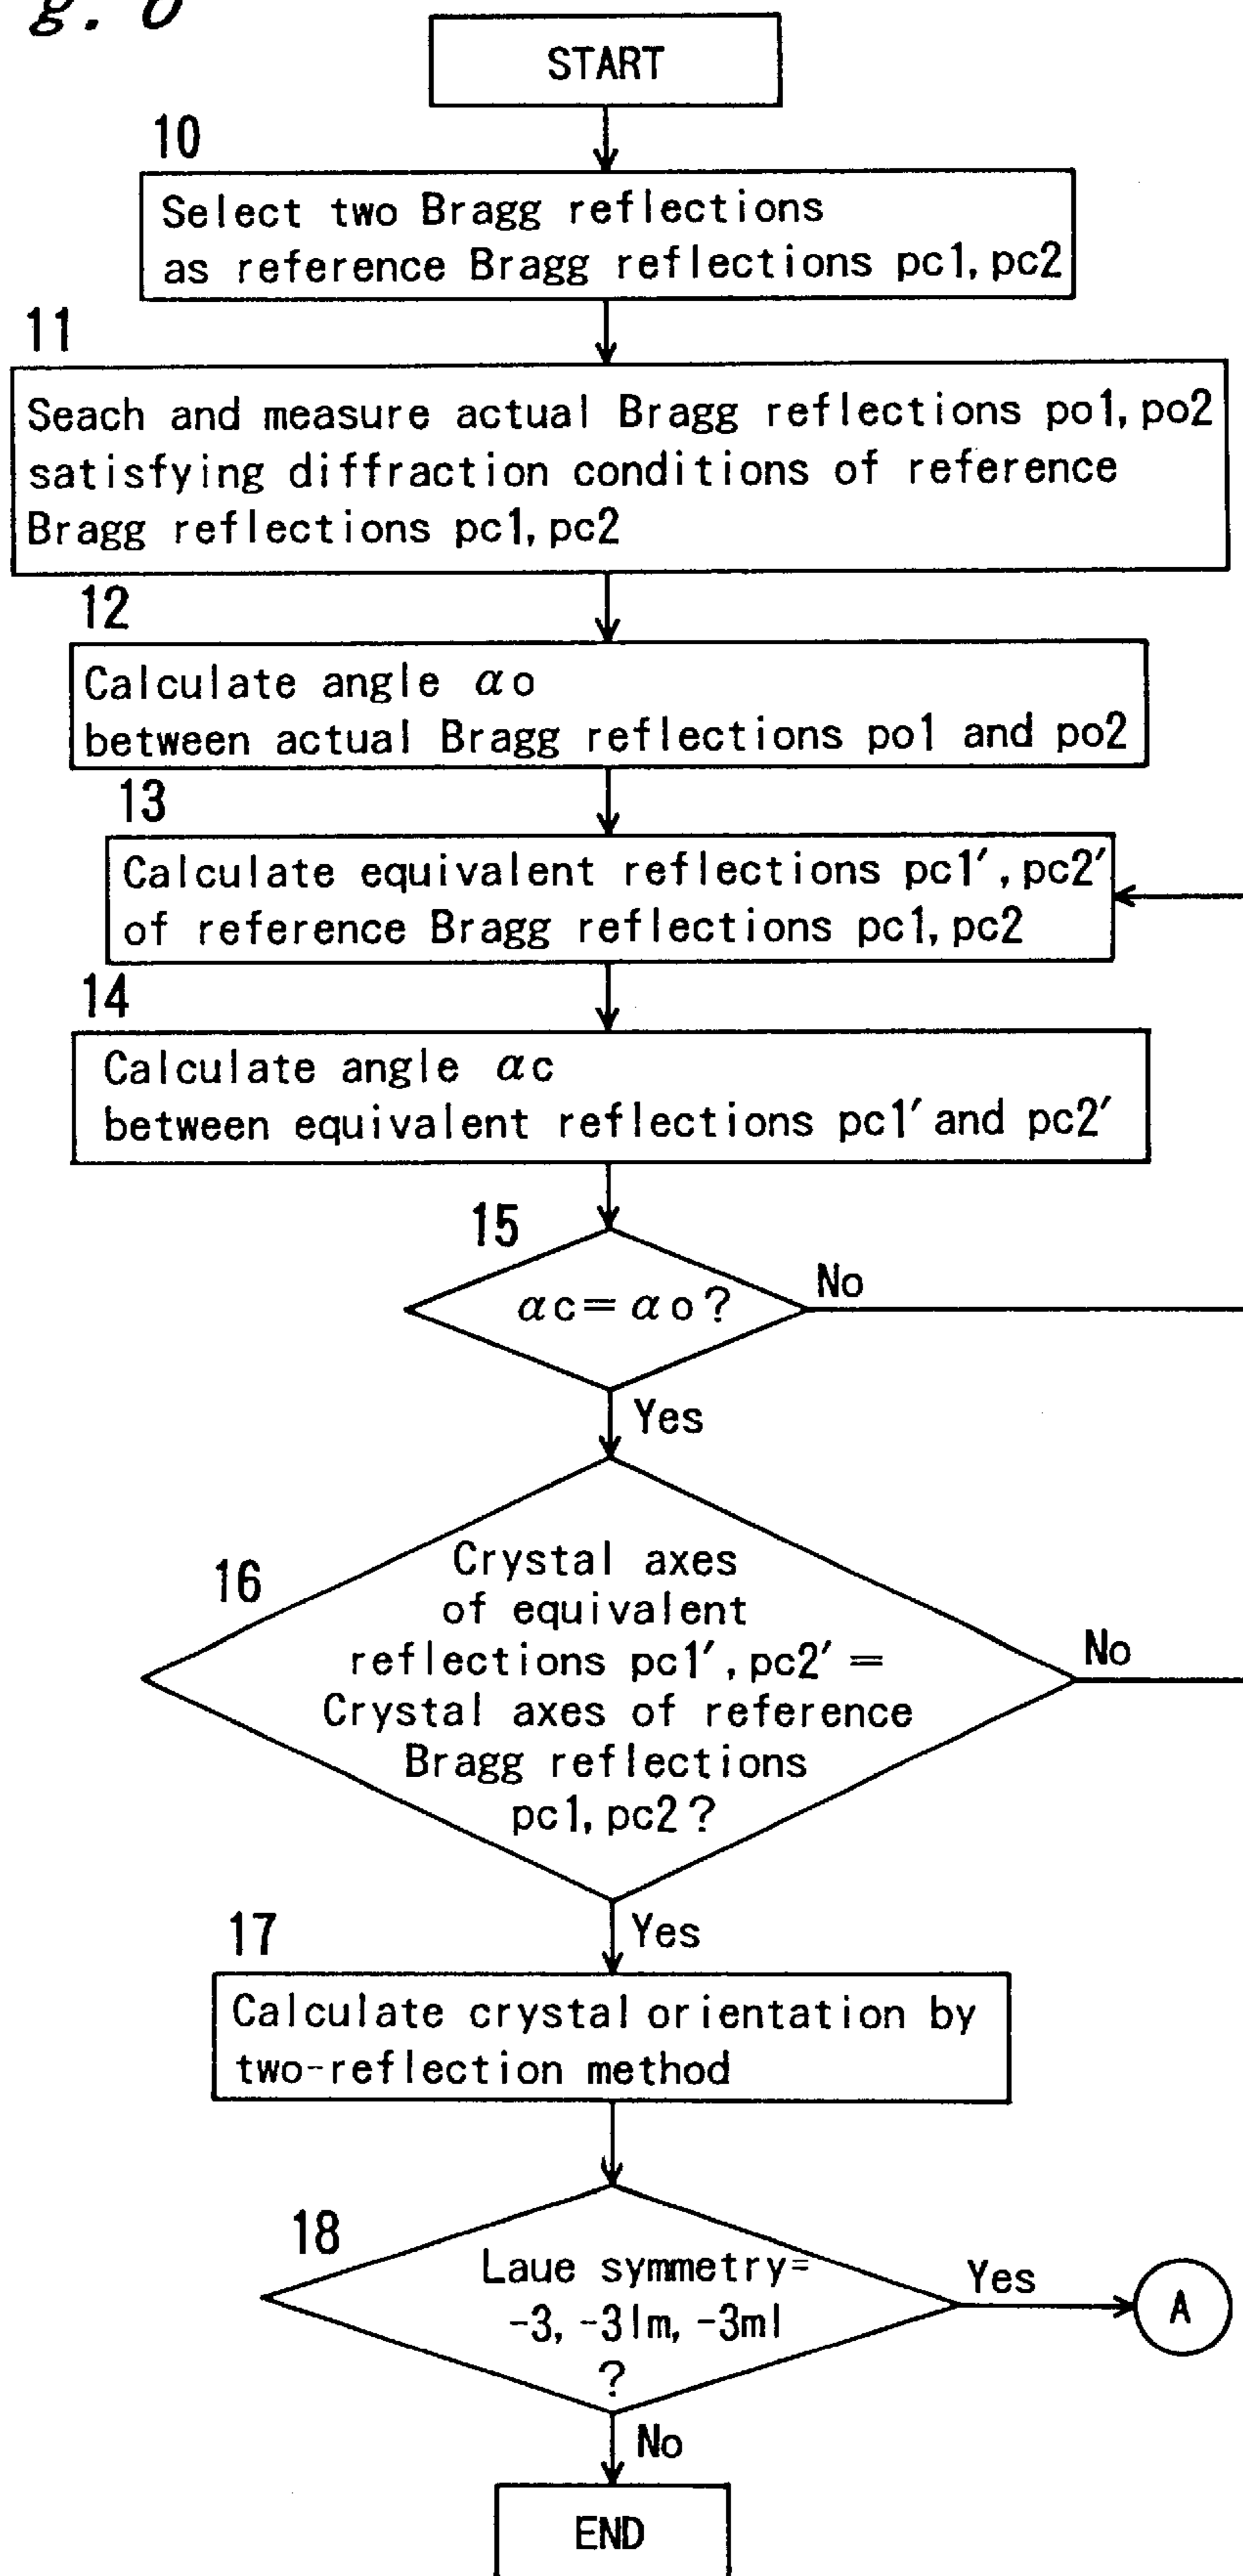 g. 6
START
10
Select two Bragg reflections
as reference Bragg reflections pc1, pc2
11
Seach and measure actual Bragg reflections po1, po2
satisfying diffraction conditions of reference
Bragg reflections pc1, pc2
12
Calculate angle αo
between actual Bragg reflections po1 and po2
13
Calculate equivalent reflections pc1′, pc2′
of reference Bragg reflections pc1, pc2
14
Calculate angle αc
between equivalent reflections pc1′ and pc2′
15
αc=αo?
No
Yes
16
Crystal axes
of equivalent
reflections pc1′, pc2′=
Crystal axes of reference
Bragg reflections
pc1, pc2?
No
Yes
17
Calculate crystal orientation by
two-reflection method
18
Laue symmetry=
-3, -3lm, -3ml
?
Yes
A
No
END